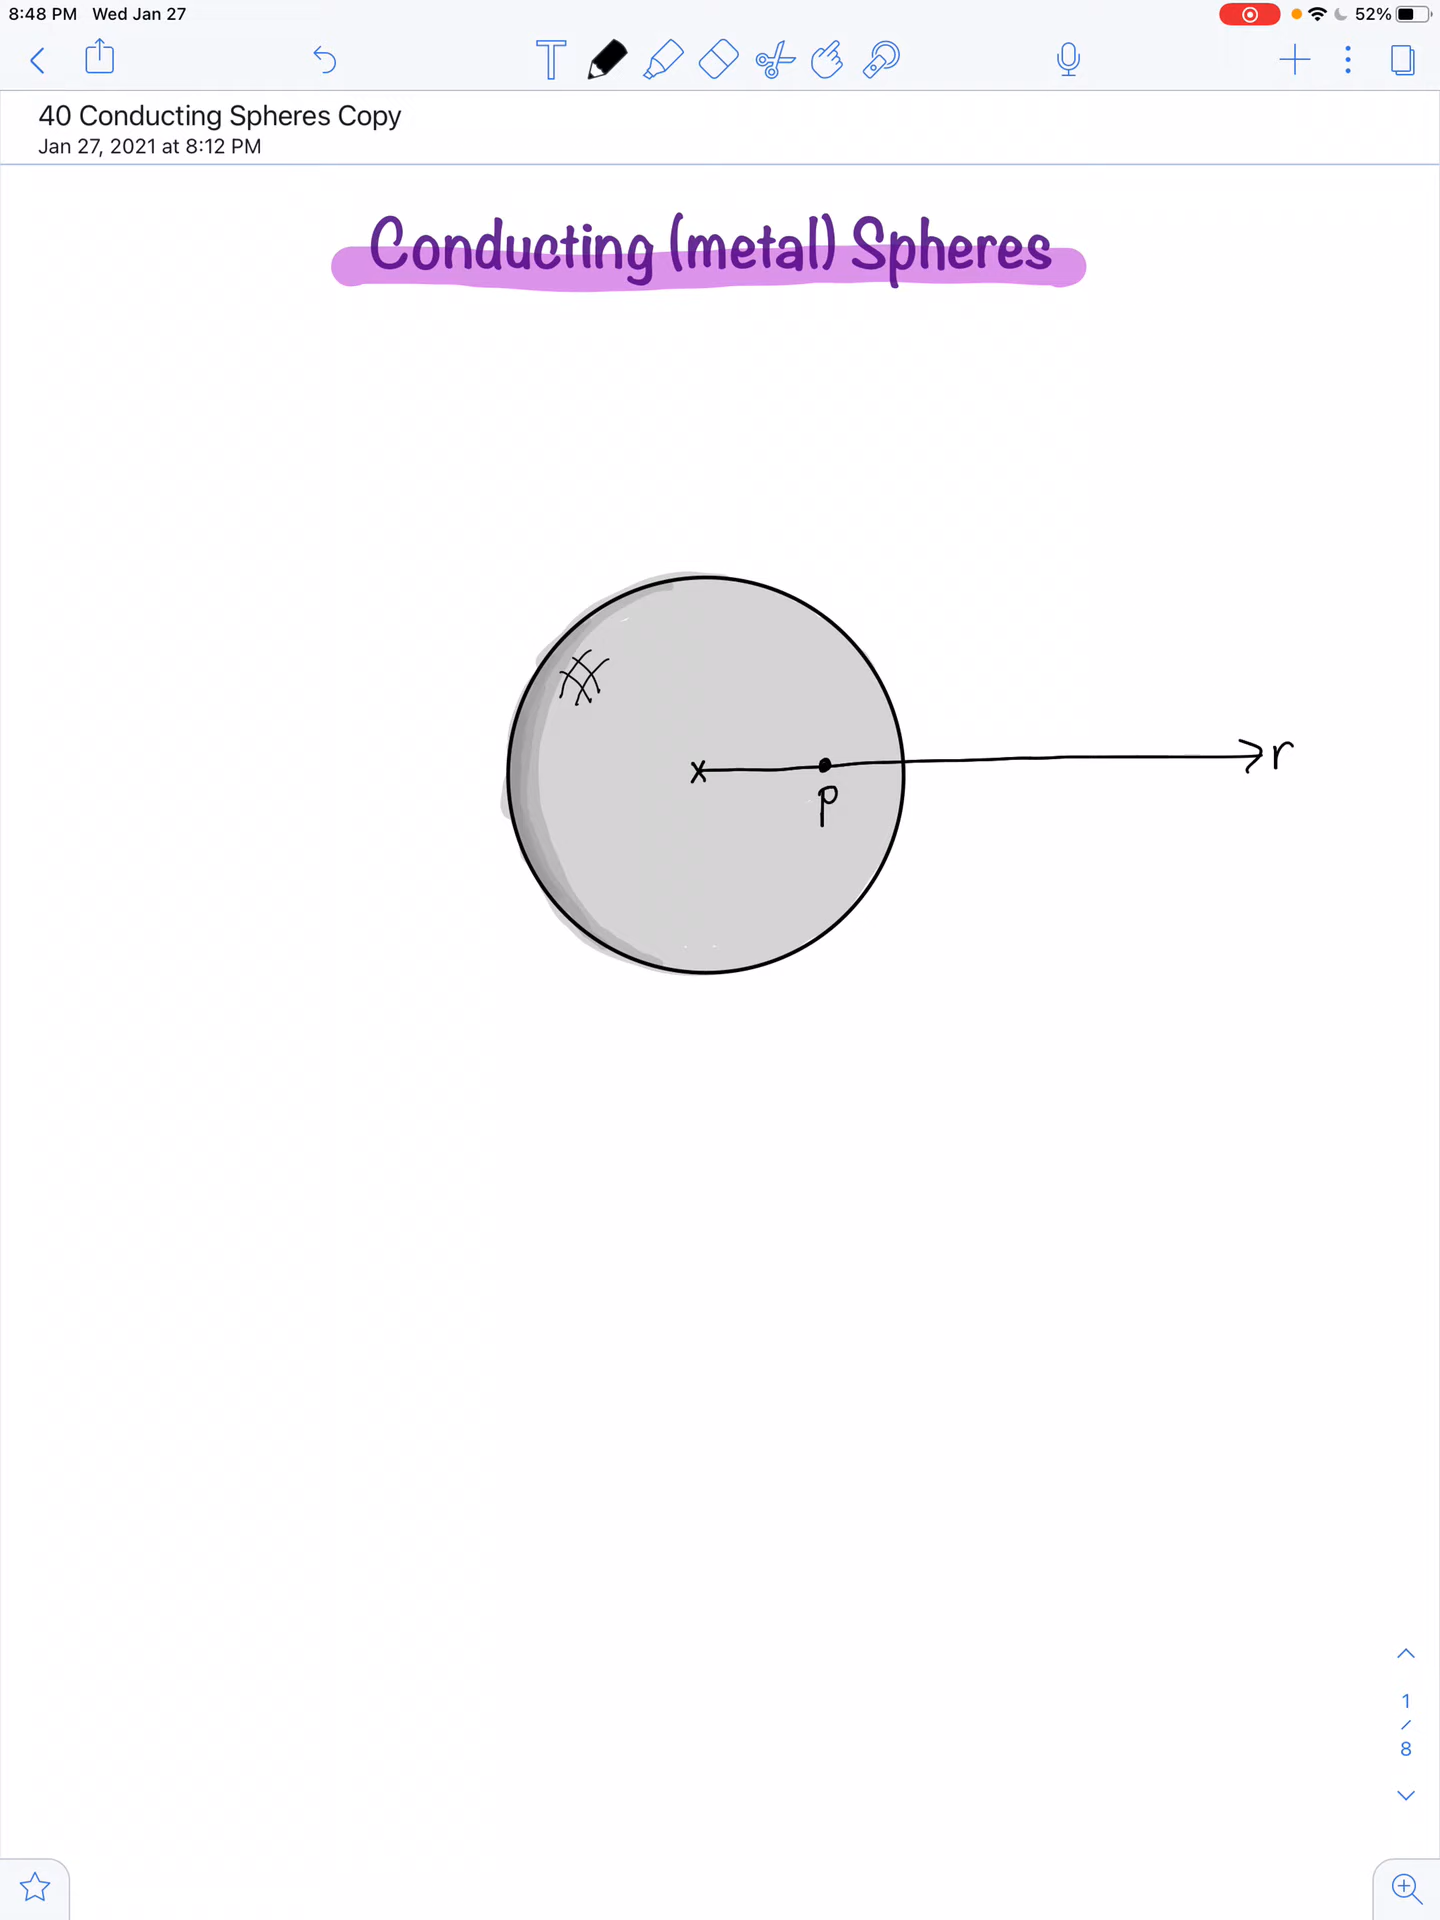 8:48 PM Wed Jan 27
52%
T
40 Conducting Spheres Copy
Jan 27, 2021 at 8:12 PM
Conducting (metal) Spheres
x
r
p
1
/
8